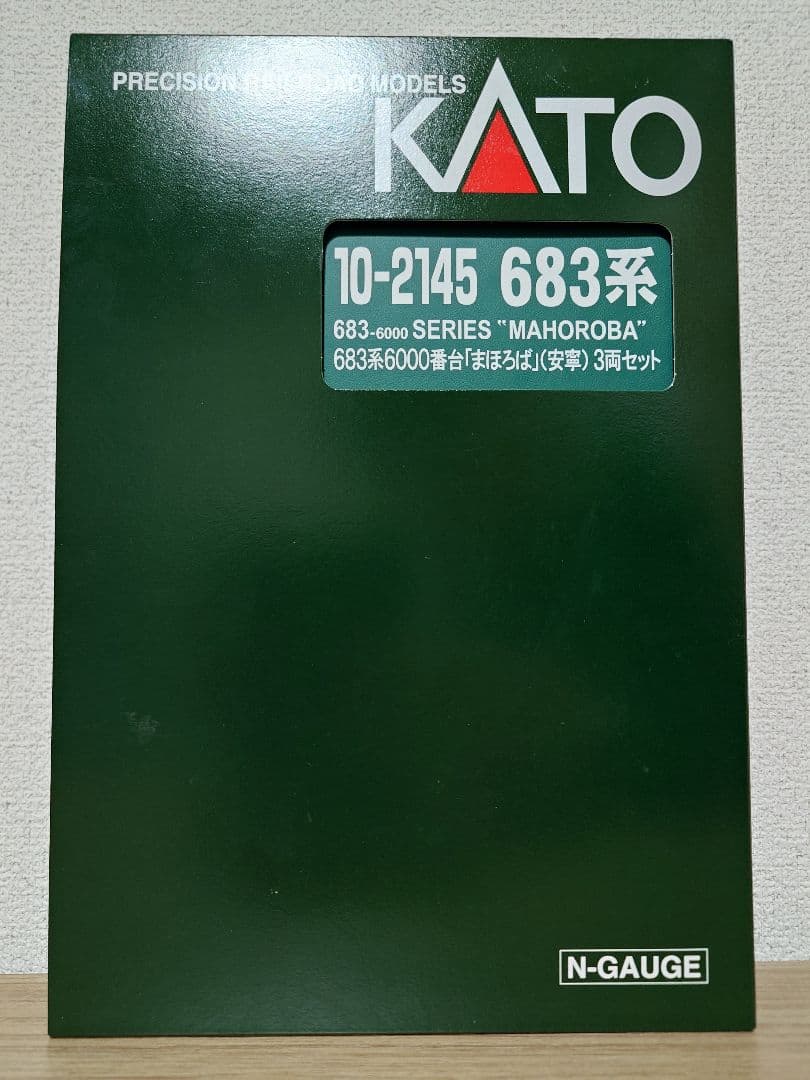 PRECISION RAILROAD MODELS
KATO
10-2145 683系
683-6000 SERIES "MAHOROBA"
683系6000番台「まほろば」(安寧) 3両セット
N-GAUGE